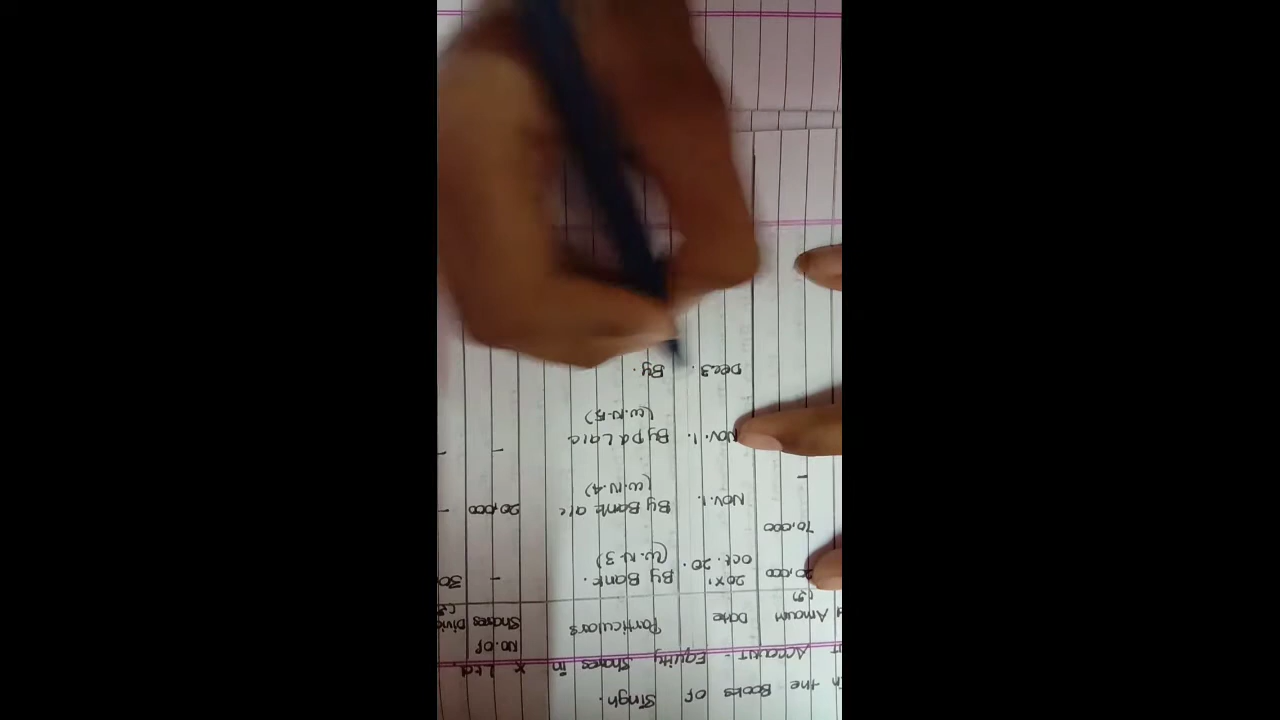 In the Books of Singh.
Account - Equity Shares in X Ltd
Amount (₹) Date Particulars No. of Shares (₹)
20,000 20X1 Oct. 20. By Bank. (W.N-3) - 30,
70,000
- Nov. 1. By Bank a/c (W.N-4) 20,000 -
Nov. 1. By P&L a/c (W.N-5) - -
Dec 3. By.